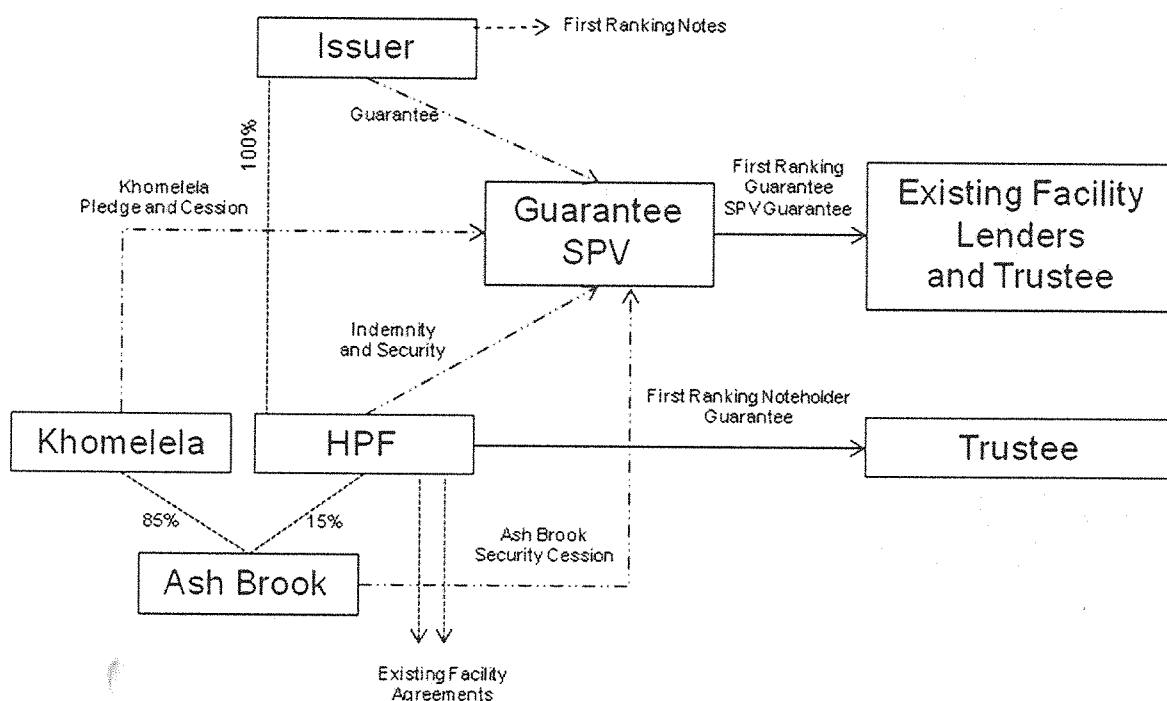 Issuer
First Ranking Notes
100%
Guarantee
Khomelela
Pledge and Cession
Guarantee
SPV
First Ranking
Guarantee
SPV Guarantee
Existing Facility
Lenders
and Trustee
Indemnity
and Security
Khomelela
HPF
First Ranking Noteholder
Guarantee
Trustee
85%
15%
Ash Brook
Ash Brook
Security Cession
Existing Facility
Agreements